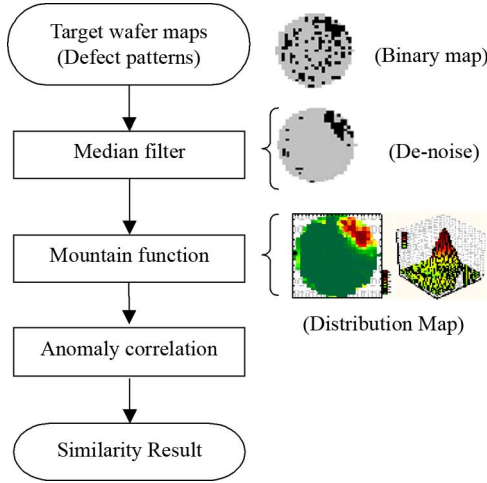 Target wafer maps
(Defect patterns)
(Binary map)
Median filter
(De-noise)
Mountain function
(Distribution Map)
Anomaly correlation
Similarity Result